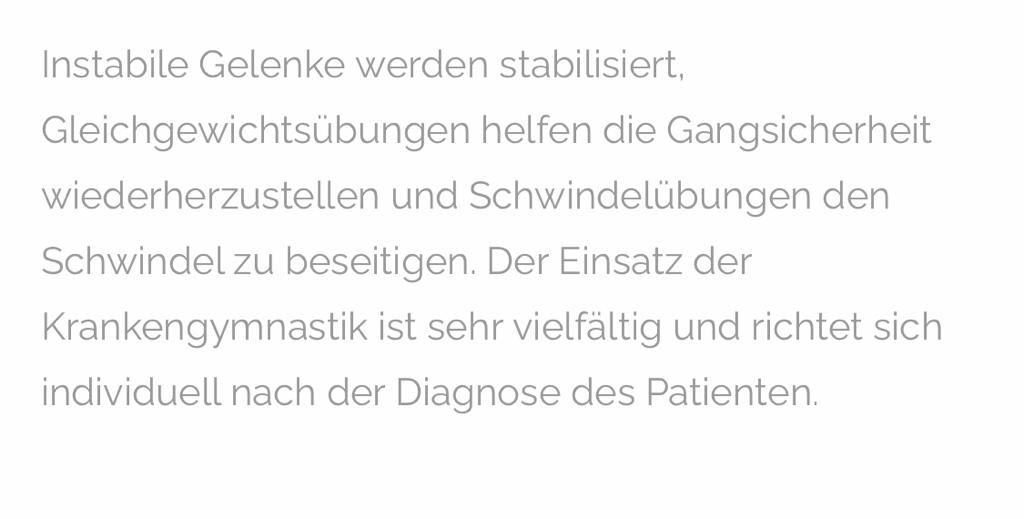 Instabile Gelenke werden stabilisiert,
Gleichgewichtsübungen helfen die Gangsicherheit
wiederherzustellen und Schwindelübungen den
Schwindel zu beseitigen. Der Einsatz der
Krankengymnastik ist sehr vielfältig und richtet sich
individuell nach der Diagnose des Patienten.